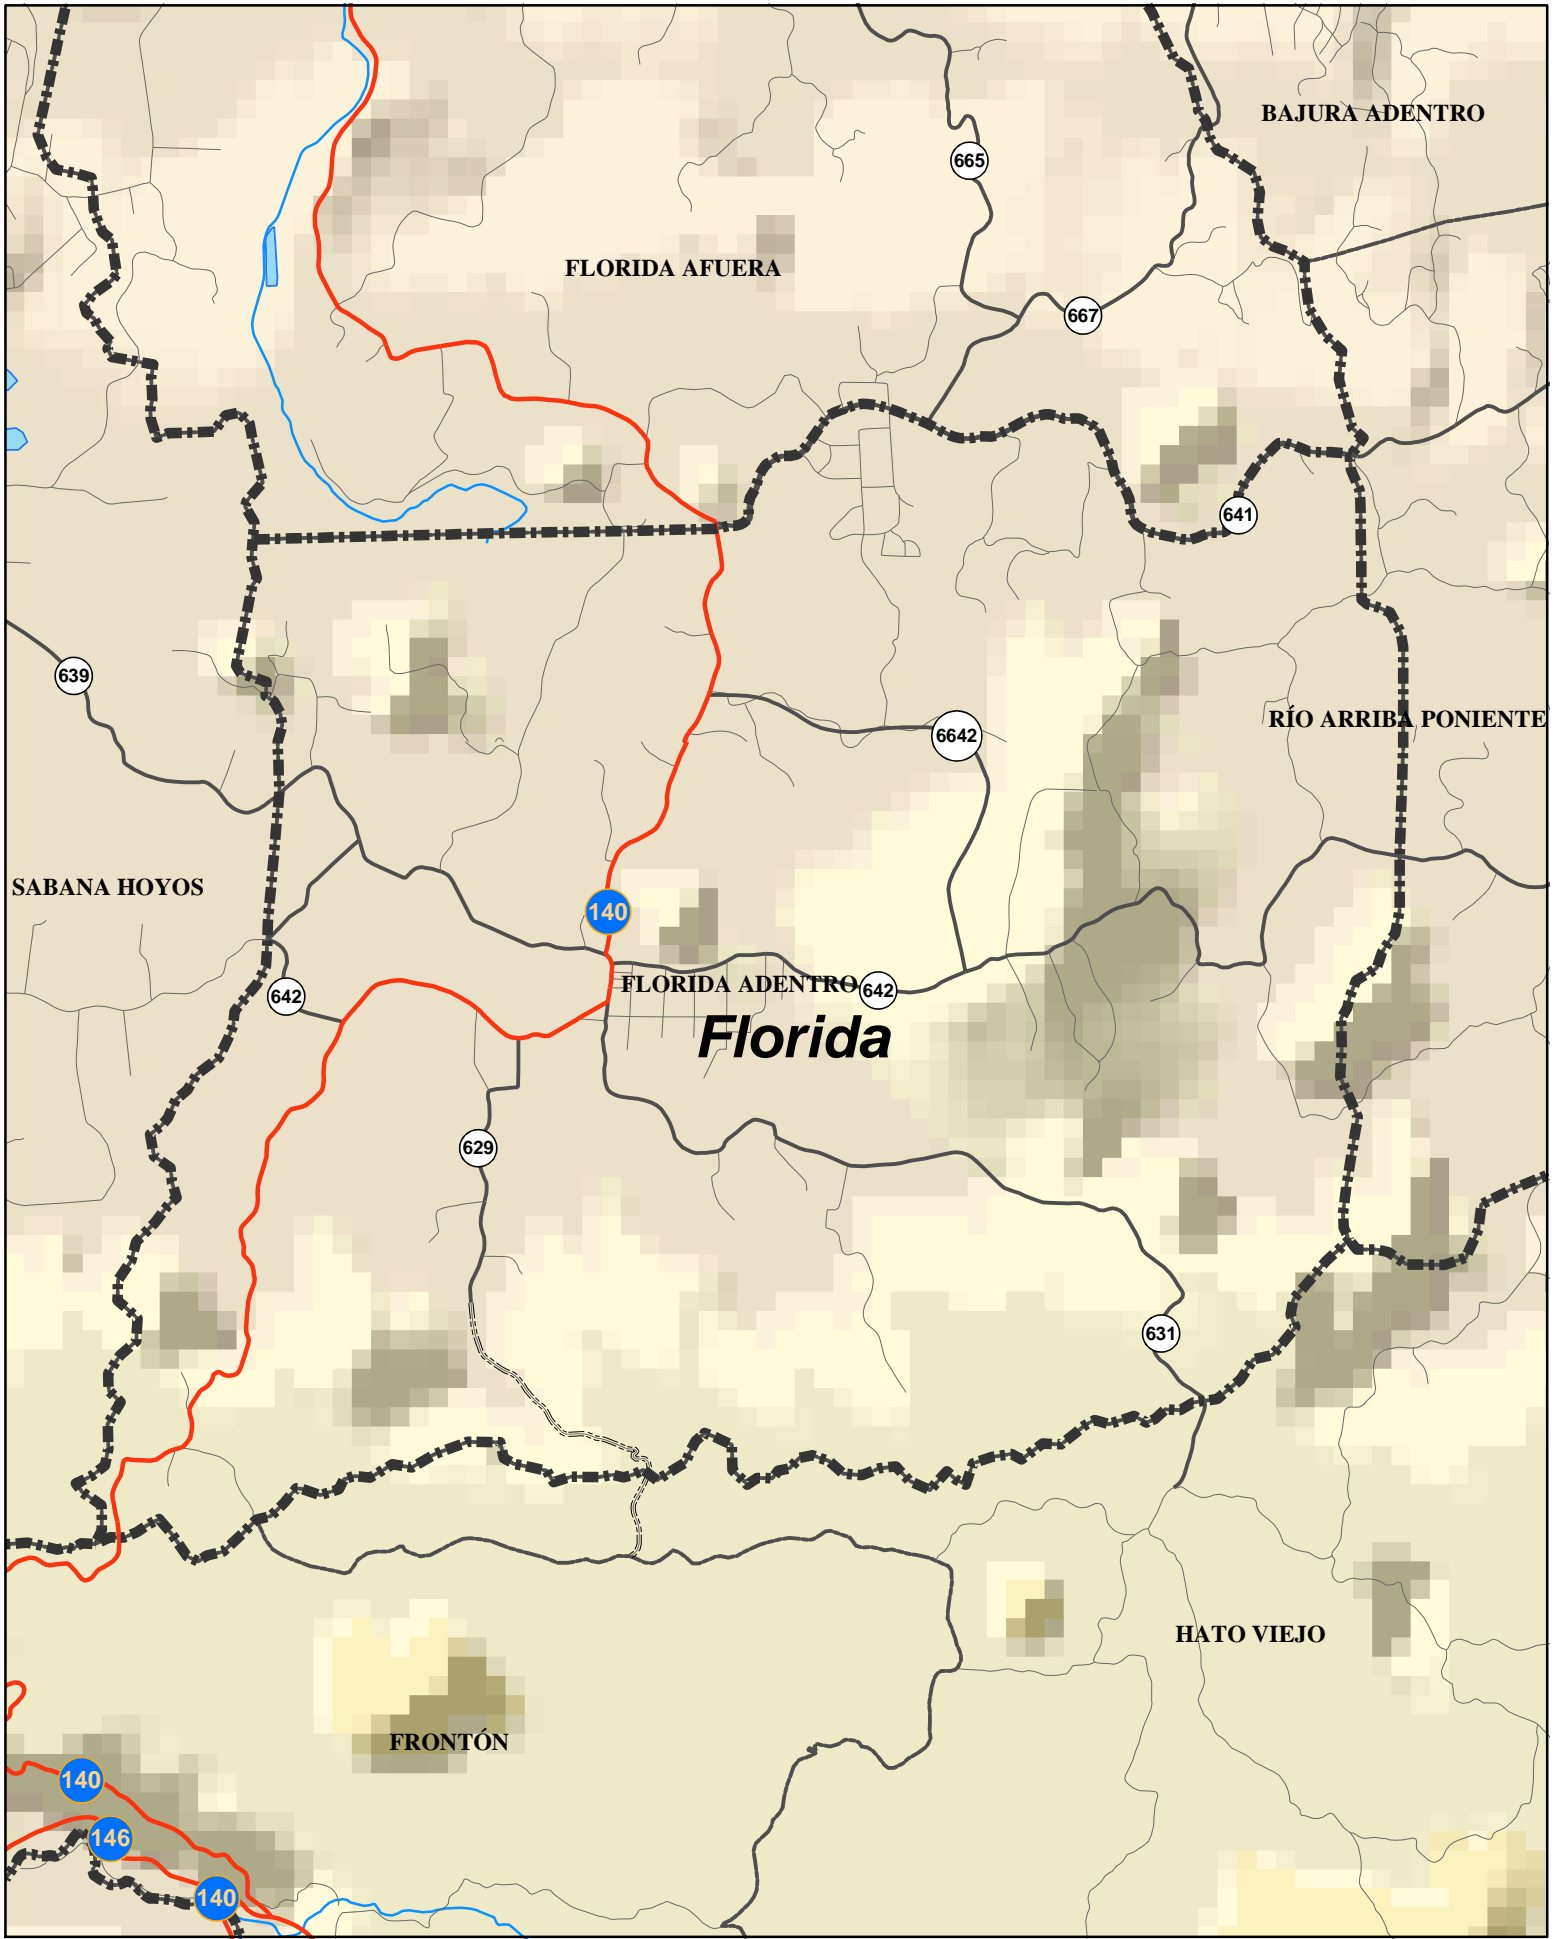 BAJURA ADENTRO
665
FLORIDA AFUERA
667
641
639
RÍO ARRIBA PONIENTE
6642
SABANA HOYOS
140
FLORIDA ADENTRO
642
642
Florida
629
631
HATO VIEJO
FRONTÓN
140
146
140